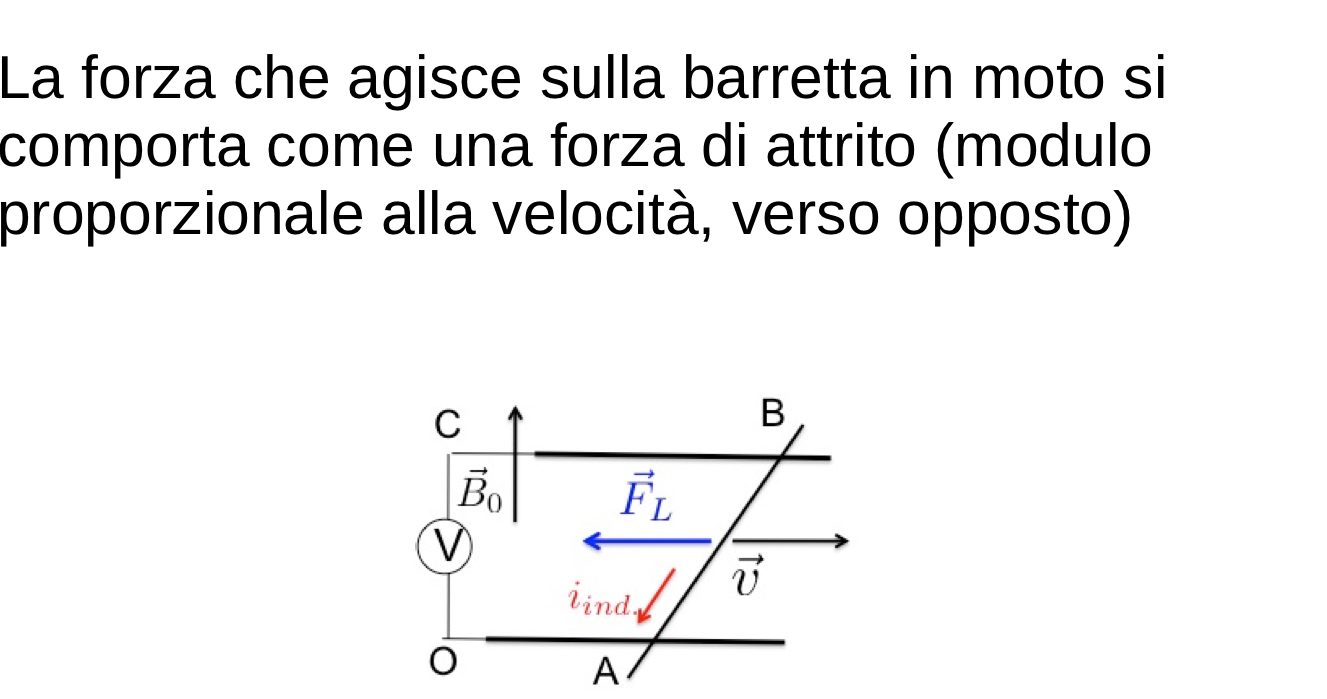 La forza che agisce sulla barretta in moto si
comporta come una forza di attrito (modulo
proporzionale alla velocità, verso opposto)
C
B
B⃗₀
F⃗_L
V
v⃗
i_ind.
O
A